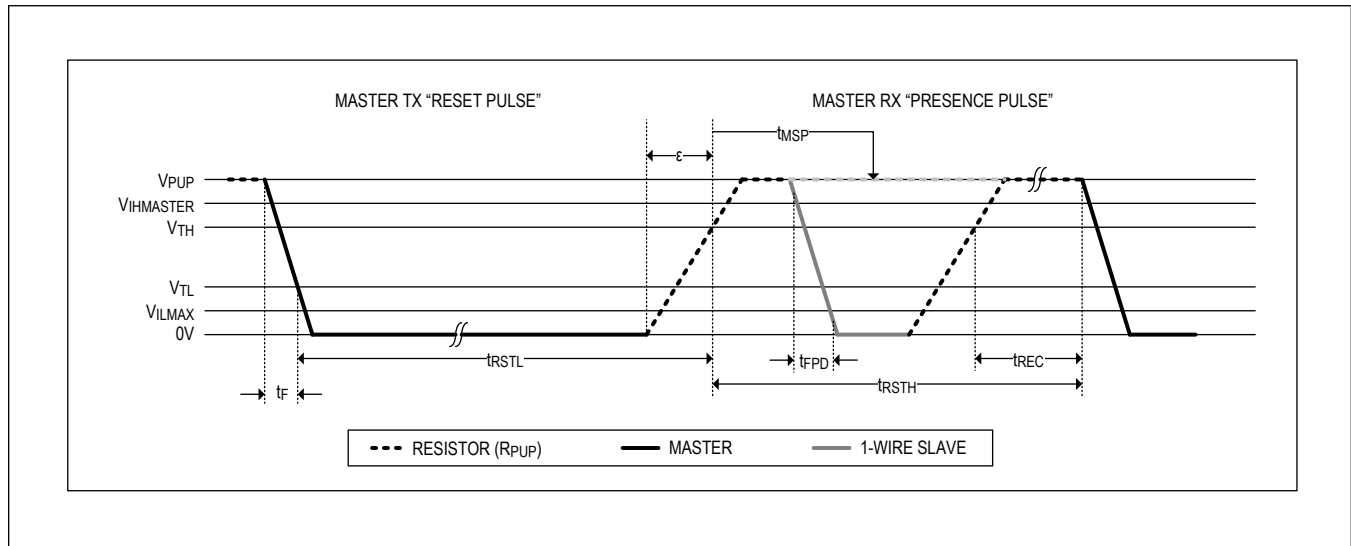 MASTER TX “RESET PULSE”
MASTER RX “PRESENCE PULSE”
tMSP
ε
VPUP
VIHMASTER
VTH
VTL
VILMAX
0V
tRSTL
tFPD
tREC
tRSTH
tF
RESISTOR (RPUP)
MASTER
1-WIRE SLAVE